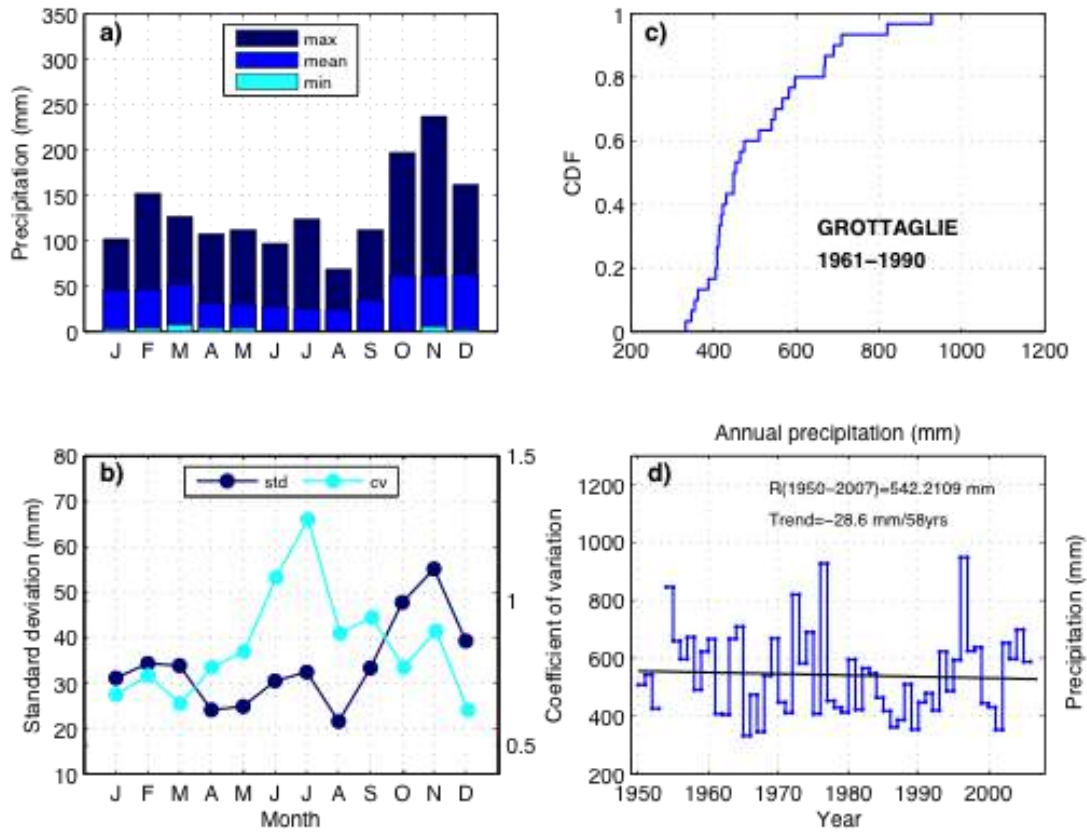 a)
350
300
250
200
150
100
50
0
Precipitation (mm)
max
mean
min
J F M A M J J A S O N D
c)
1
0.8
0.6
0.4
0.2
0
CDF
GROTTAGLIE
1961–1990
200 400 600 800 1000 1200
Annual precipitation (mm)
b)
80
70
60
50
40
30
20
10
Standard deviation (mm)
std cv
1.5
1
0.5
Coefficient of variation
J F M A M J J A S O N D
Month
d)
1200
1000
800
600
400
200
R(1950–2007)=542.2109 mm
Trend=–28.6 mm/58yrs
Precipitation (mm)
1950 1960 1970 1980 1990 2000
Year